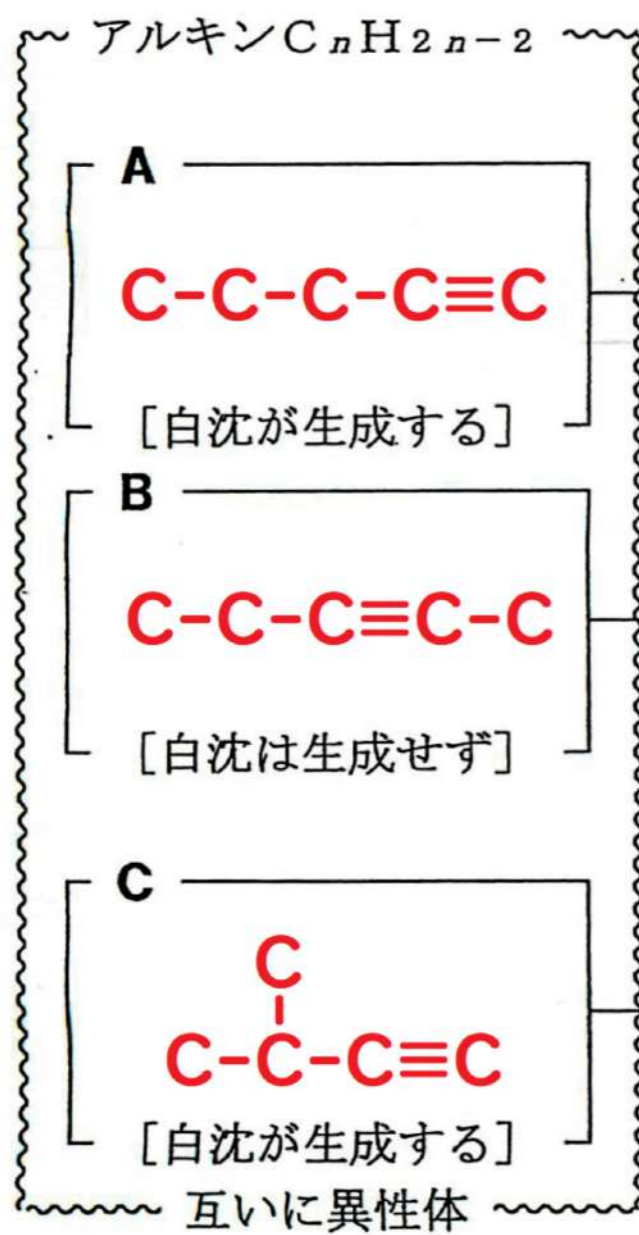 アルキンCnH2n-2
A
C-C-C-C≡C
[白沈が生成する]
B
C-C-C≡C-C
[白沈は生成せず]
C
C
C-C-C≡C
[白沈が生成する]
互いに異性体